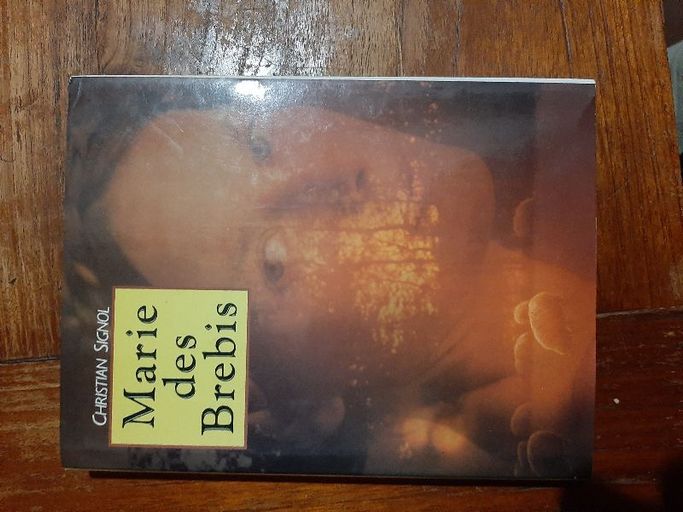 CHRISTIAN SIGNOL
Marie
des
Brebis